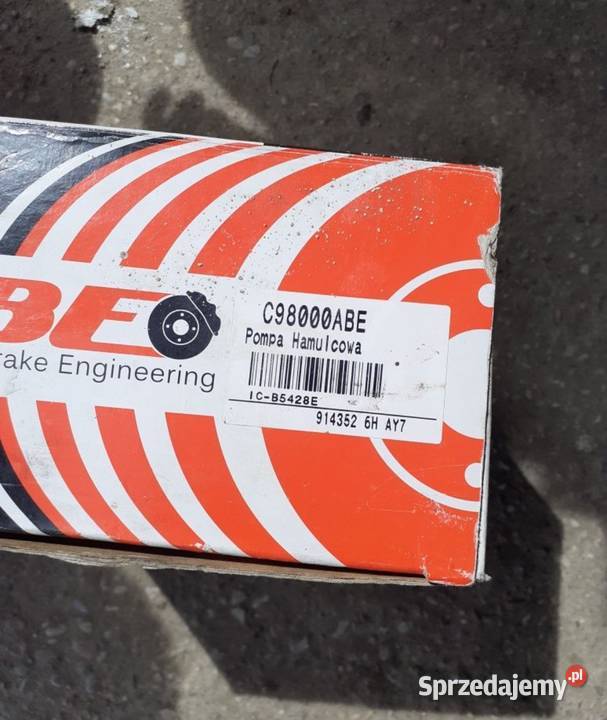 BE
rake Engineering
C98000ABE
Pompa Hamulcowa
IC-B5428E
914352 6H AY7
Sprzedajemy.pl